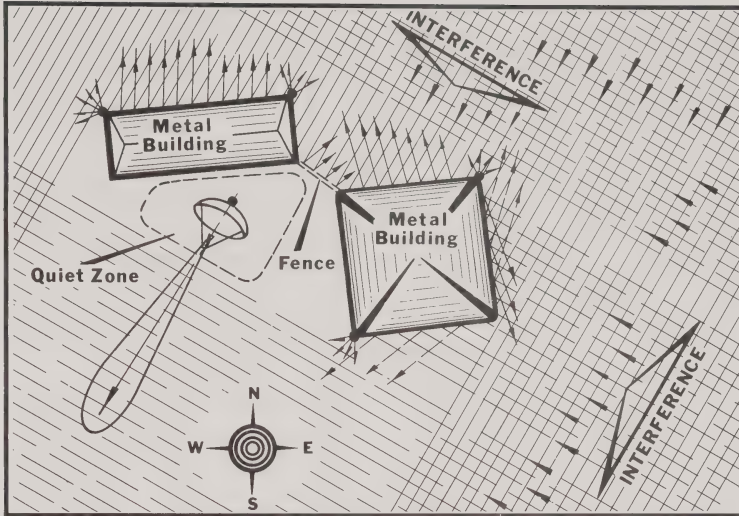 INTERFERENCE
Metal
Building
Metal
Building
Quiet Zone
Fence
INTERFERENCE
N
W
E
S